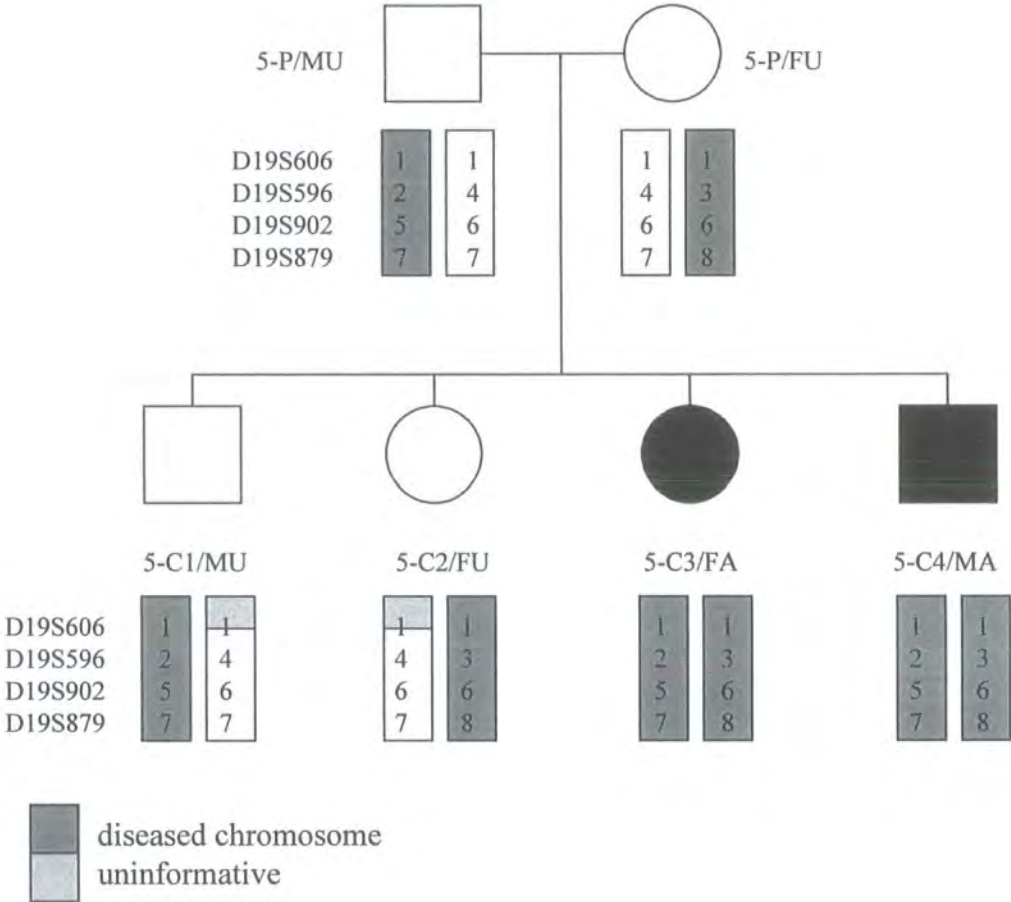 5-P/MU 5-P/FU
D19S606 1 1 1 1
D19S596 2 4 4 3
D19S902 5 6 6 6
D19S879 7 7 7 8
5-C1/MU 5-C2/FU 5-C3/FA 5-C4/MA
D19S606 1 1 1 1 1 1 1 1
D19S596 2 4 4 3 2 3 2 3
D19S902 5 6 6 6 5 6 5 6
D19S879 7 7 7 8 7 8 7 8
diseased chromosome
uninformative